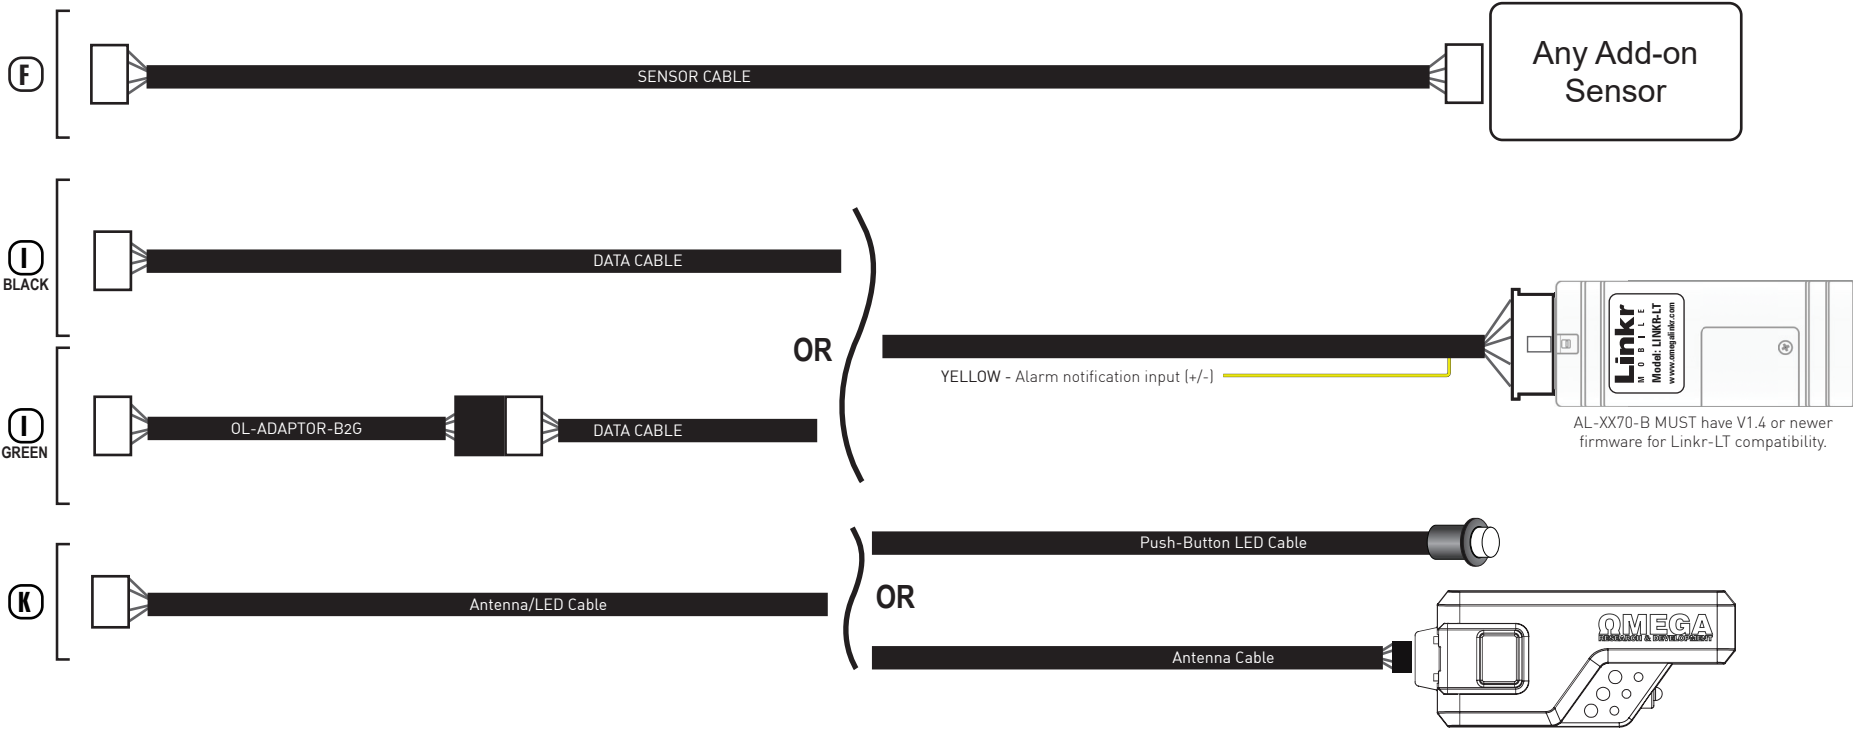 F
SENSOR CABLE
Any Add-on
Sensor
I
BLACK
DATA CABLE
OR
YELLOW - Alarm notification input (+/-)
Linkr
MOBILE
Model: LINKR-LT
www.omegalinkr.com
AL-XX70-B MUST have V1.4 or newer
firmware for Linkr-LT compatibility.
I
GREEN
OL-ADAPTOR-B2G
DATA CABLE
K
Antenna/LED Cable
OR
Push-Button LED Cable
Antenna Cable
OMEGA
RESEARCH & DEVELOPMENT